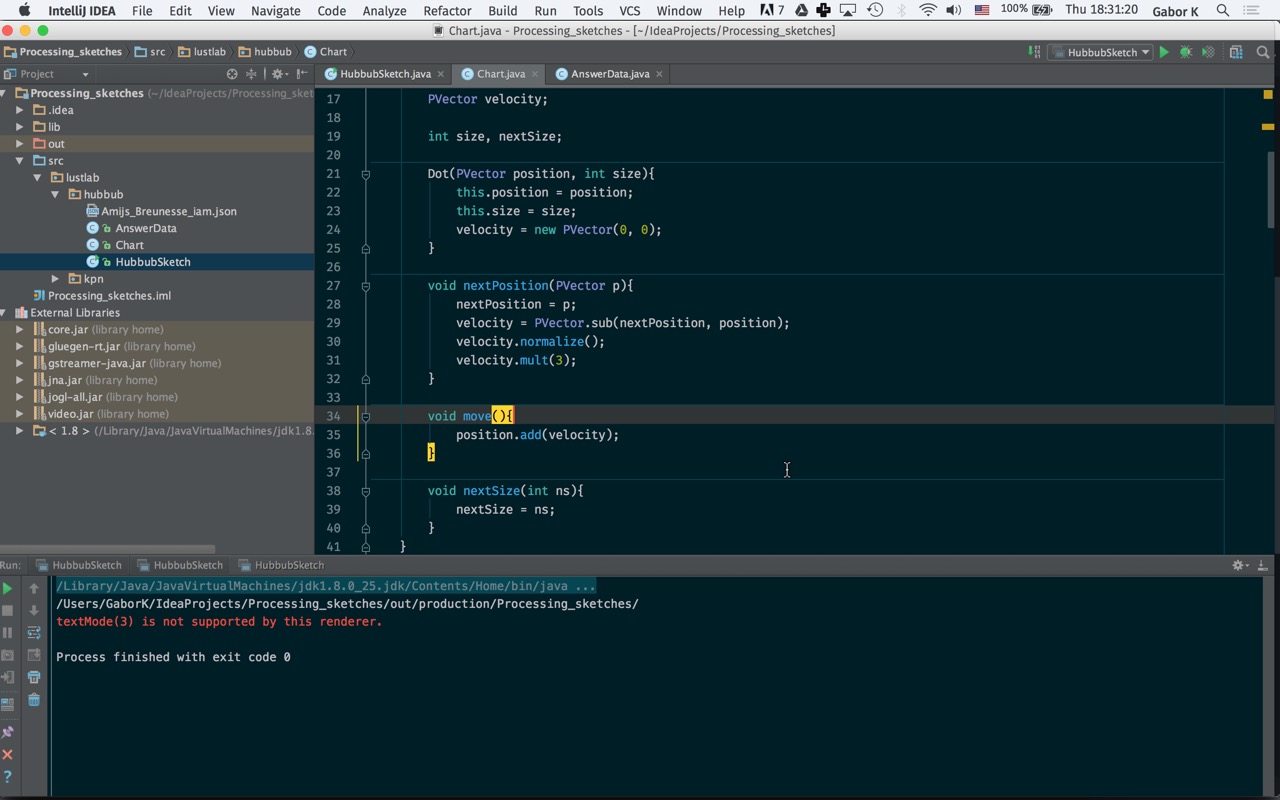 IntelliJ IDEA File Edit View Navigate Code Analyze Refactor Build Run Tools VCS Window Help 7 100% Thu 18:31:20 Gabor K
Chart.java - Processing_sketches - [~/IdeaProjects/Processing_sketches]
Processing_sketches src lustlab hubbub Chart HubbubSketch
Project HubbubSketch.java Chart.java AnswerData.java
Processing_sketches (~/IdeaProjects/Processing_sket
.idea
lib
out
src
lustlab
hubbub
Amijs_Breunesse_iam.json
AnswerData
Chart
HubbubSketch
kpn
Processing_sketches.iml
External Libraries
core.jar (library home)
gluegen-rt.jar (library home)
gstreamer-java.jar (library home)
jna.jar (library home)
jogl-all.jar (library home)
video.jar (library home)
< 1.8 > (/Library/Java/JavaVirtualMachines/jdk1.8.
17 PVector velocity;
18
19 int size, nextSize;
20
21 Dot(PVector position, int size){
22 this.position = position;
23 this.size = size;
24 velocity = new PVector(0, 0);
25 }
26
27 void nextPosition(PVector p){
28 nextPosition = p;
29 velocity = PVector.sub(nextPosition, position);
30 velocity.normalize();
31 velocity.mult(3);
32 }
33
34 void move(){
35 position.add(velocity);
36 }
37
38 void nextSize(int ns){
39 nextSize = ns;
40 }
41 }
Run: HubbubSketch HubbubSketch HubbubSketch
/Library/Java/JavaVirtualMachines/jdk1.8.0_25.jdk/Contents/Home/bin/java ...
/Users/GaborK/IdeaProjects/Processing_sketches/out/production/Processing_sketches/
textMode(3) is not supported by this renderer.
Process finished with exit code 0